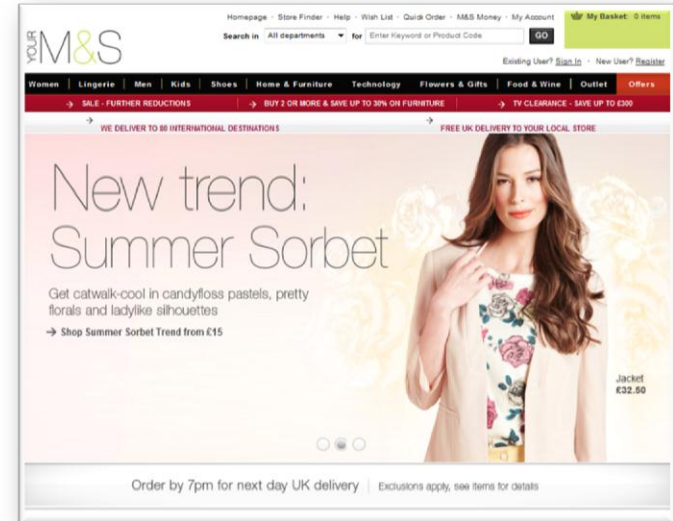 Homepage · Store Finder · Help · Wish List · Quick Order · M&S Money · My Account
My Basket: 0 items
YOUR M&S
Search in All departments for Enter Keyword or Product Code GO
Existing User? Sign In · New User? Register
Women | Lingerie | Men | Kids | Shoes | Home & Furniture Technology | Flowers & Gifts | Food & Wine | Outlet Offers
→ SALE - FURTHER REDUCTIONS → BUY 2 OR MORE & SAVE UP TO 30% ON FURNITURE → TV CLEARANCE - SAVE UP TO £300
→ WE DELIVER TO 80 INTERNATIONAL DESTINATIONS → FREE UK DELIVERY TO YOUR LOCAL STORE
New trend:
Summer Sorbet
Get catwalk-cool in candyfloss pastels, pretty
florals and ladylike silhouettes
→ Shop Summer Sorbet Trend from £15
Jacket
£32.50
Order by 7pm for next day UK delivery | Exclusions apply, see items for details